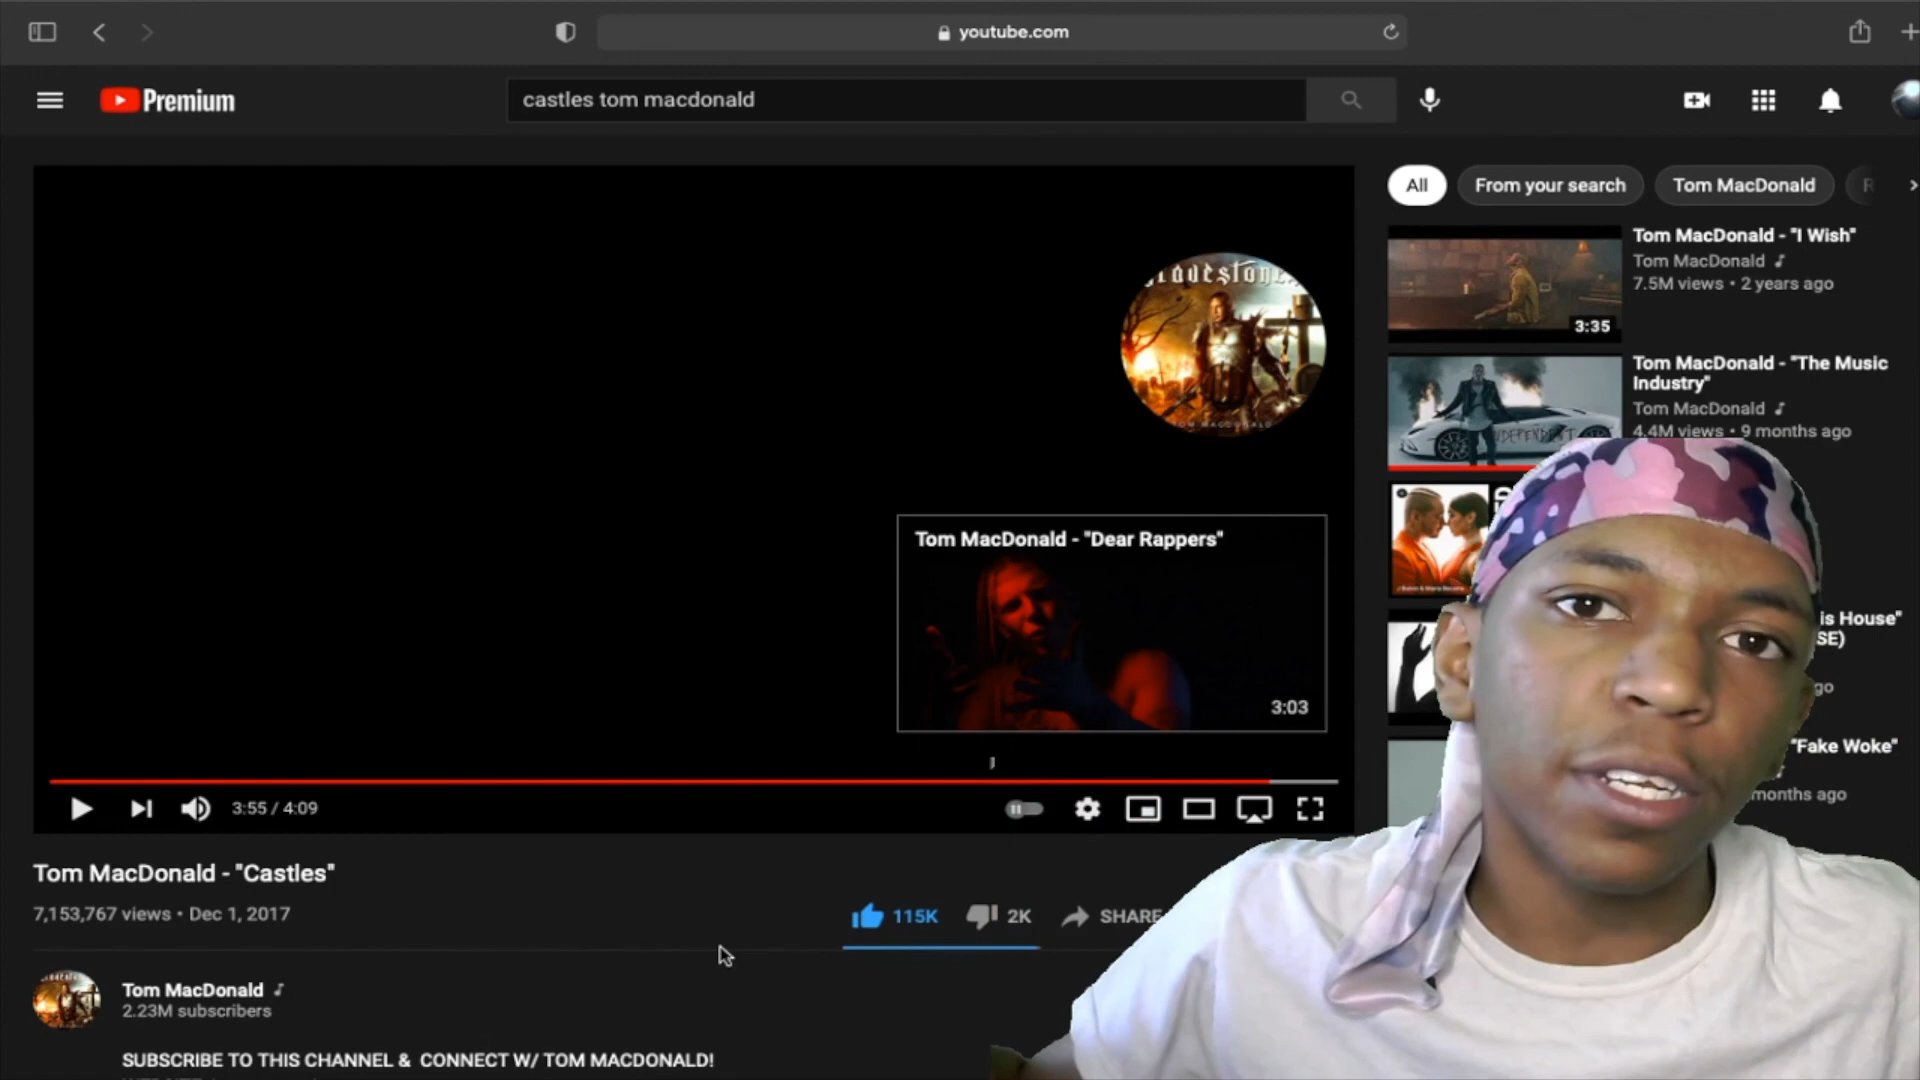 youtube.com
Premium
castles tom macdonald
All
From your search
Tom MacDonald
R
Tom MacDonald - "I Wish"
Tom MacDonald
7.5M views • 2 years ago
3:35
Tom MacDonald - "The Music
Industry"
Tom MacDonald
4.4M views • 9 months ago
TOM MACDONALD
Tom MacDonald - "Dear Rappers"
3:03
is House"
SE)
go
"Fake Woke"
months ago
3:55 / 4:09
Tom MacDonald - "Castles"
7,153,767 views • Dec 1, 2017
115K
2K
SHARE
Tom MacDonald
2.23M subscribers
SUBSCRIBE TO THIS CHANNEL & CONNECT W/ TOM MACDONALD!